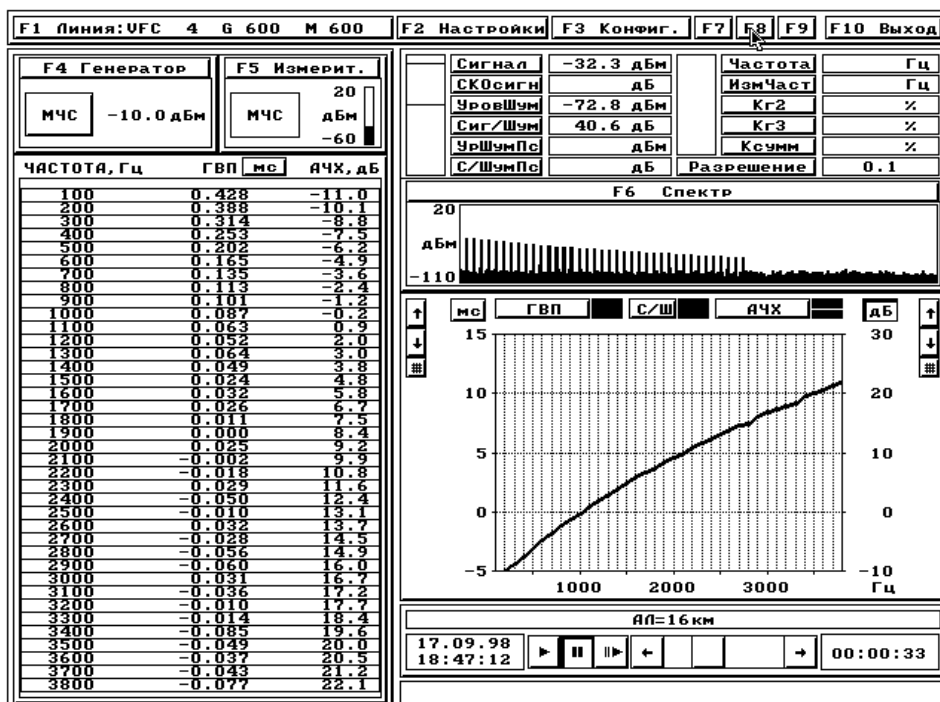 F1 Линия:VFC 4 G 600 M 600 F2 Настройки F3 Конфиг. F7 F8 F9 F10 Выход
F4 Генератор
МЧС -10.0 дБм
F5 Измерит.
МЧС 20 дБм -60
ЧАСТОТА, Гц ГВП мс АЧХ, дБ
100 0.428 -11.0
200 0.388 -10.1
300 0.314 -8.8
400 0.253 -7.5
500 0.202 -6.2
600 0.165 -4.9
700 0.135 -3.6
800 0.113 -2.4
900 0.101 -1.2
1000 0.087 -0.2
1100 0.063 0.9
1200 0.052 2.0
1300 0.064 3.0
1400 0.049 3.8
1500 0.024 4.8
1600 0.032 5.8
1700 0.026 6.7
1800 0.011 7.5
1900 0.000 8.4
2000 0.025 9.2
2100 -0.002 9.9
2200 -0.018 10.8
2300 0.029 11.6
2400 -0.050 12.4
2500 -0.010 13.1
2600 0.032 13.7
2700 -0.028 14.5
2800 -0.056 14.9
2900 -0.060 16.0
3000 0.031 16.7
3100 -0.036 17.2
3200 -0.010 17.7
3300 -0.014 18.4
3400 -0.085 19.6
3500 -0.049 20.0
3600 -0.037 20.5
3700 -0.043 21.2
3800 -0.077 22.1
Сигнал -32.3 дБм Частота Гц
СКОсигн дБ ИзмЧаст Гц
УровШум -72.8 дБм Кг2 %
Сиг/Шум 40.6 дБ Кг3 %
УрШумПс дБм Ксумм %
С/ШумПс дБ Разрешение 0.1
F6 Спектр
20
дБм
-110
↑ мс ГВП С/Ш АЧХ дБ ↑
15 30
↓ ↓
# #
10 20
5 10
0 0
-5 -10
1000 2000 3000 Гц
АЛ=16км
17.09.98
18:47:12 00:00:33